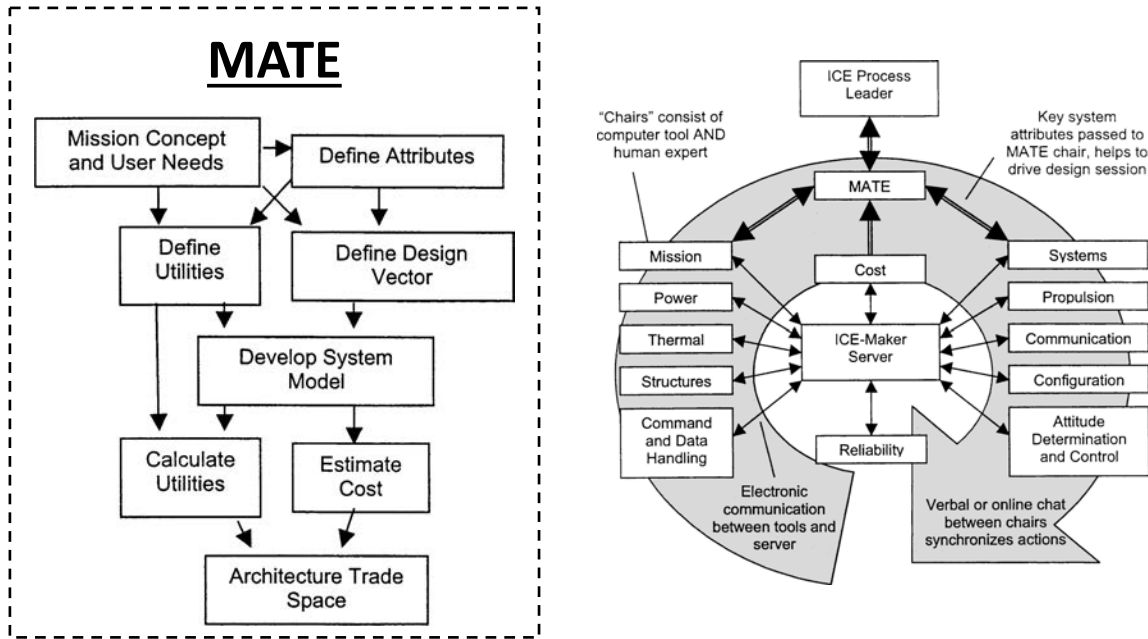 MATE
Mission Concept
and User Needs
Define Attributes
Define
Utilities
Define Design
Vector
Develop System
Model
Calculate
Utilities
Estimate
Cost
Architecture Trade
Space
ICE Process
Leader
“Chairs” consist of
computer tool AND
human expert
Key system
attributes passed to
MATE chair, helps to
drive design session
MATE
Mission
Cost
Systems
Power
Propulsion
Thermal
ICE-Maker
Server
Communication
Structures
Configuration
Command
and Data
Handling
Reliability
Attitude
Determination
and Control
Electronic
communication
between tools and
server
Verbal or online chat
between chairs
synchronizes actions